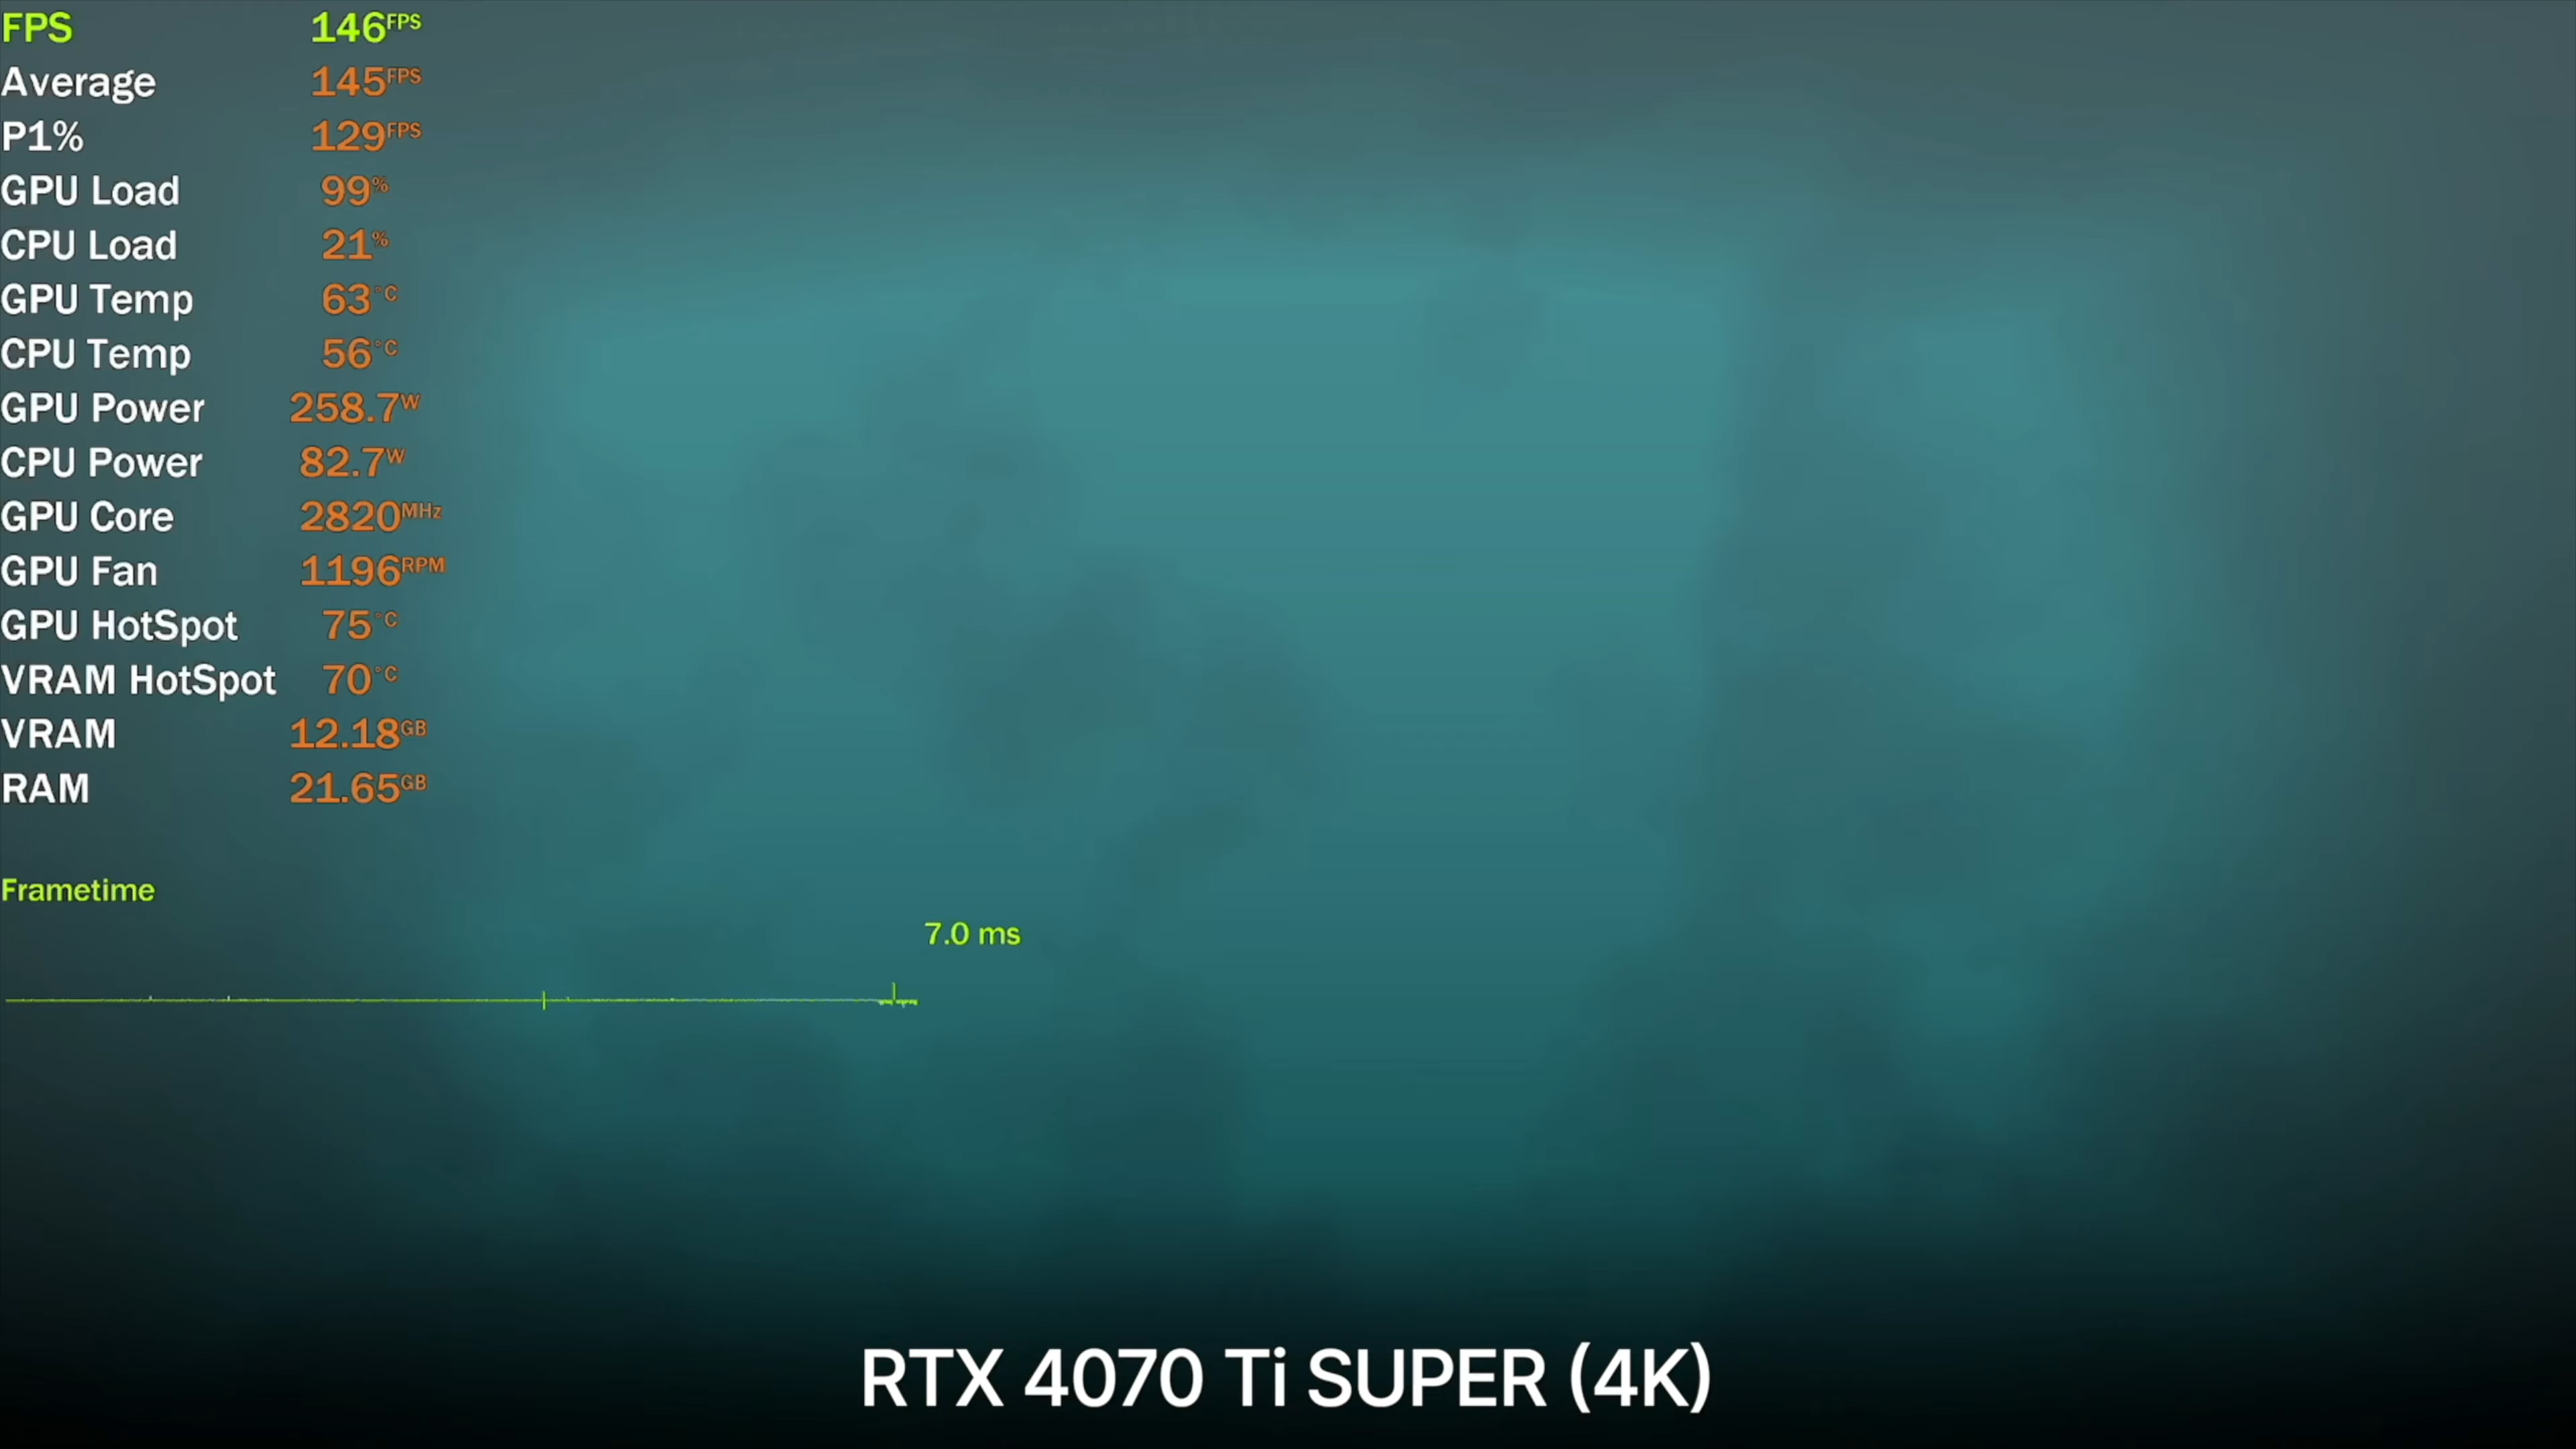 FPS 146FPS
Average 145FPS
P1% 129FPS
GPU Load 99%
CPU Load 21%
GPU Temp 63°C
CPU Temp 56°C
GPU Power 258.7W
CPU Power 82.7W
GPU Core 2820MHz
GPU Fan 1196RPM
GPU HotSpot 75°C
VRAM HotSpot 70°C
VRAM 12.18GB
RAM 21.65GB
Frametime
7.0 ms
RTX 4070 Ti SUPER (4K)